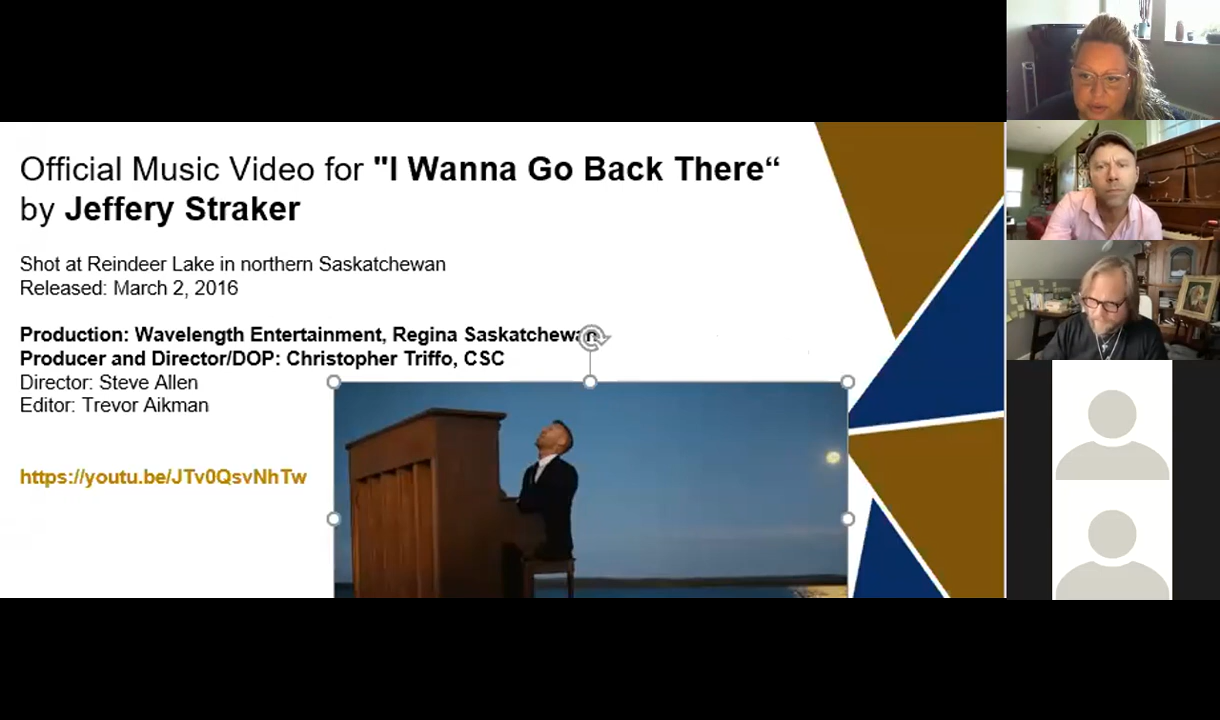 Official Music Video for "I Wanna Go Back There“
by Jeffery Straker
Shot at Reindeer Lake in northern Saskatchewan
Released: March 2, 2016
Production: Wavelength Entertainment, Regina Saskatchewan
Producer and Director/DOP: Christopher Triffo, CSC
Director: Steve Allen
Editor: Trevor Aikman
https://youtu.be/JTv0QsvNhTw